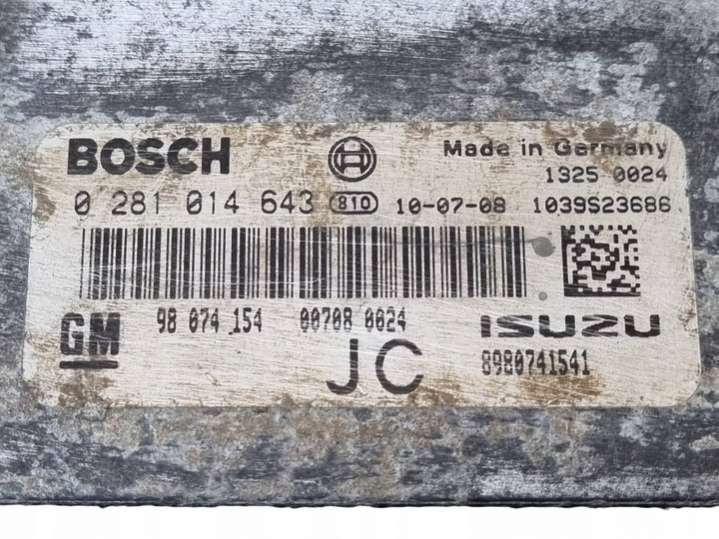 BOSCH
Made in Germany
1325 0024
0 281 014 643 810 10-07-08 1039S23686
GM 98 074 154 00708 0024 ISUZU
JC 8980741541